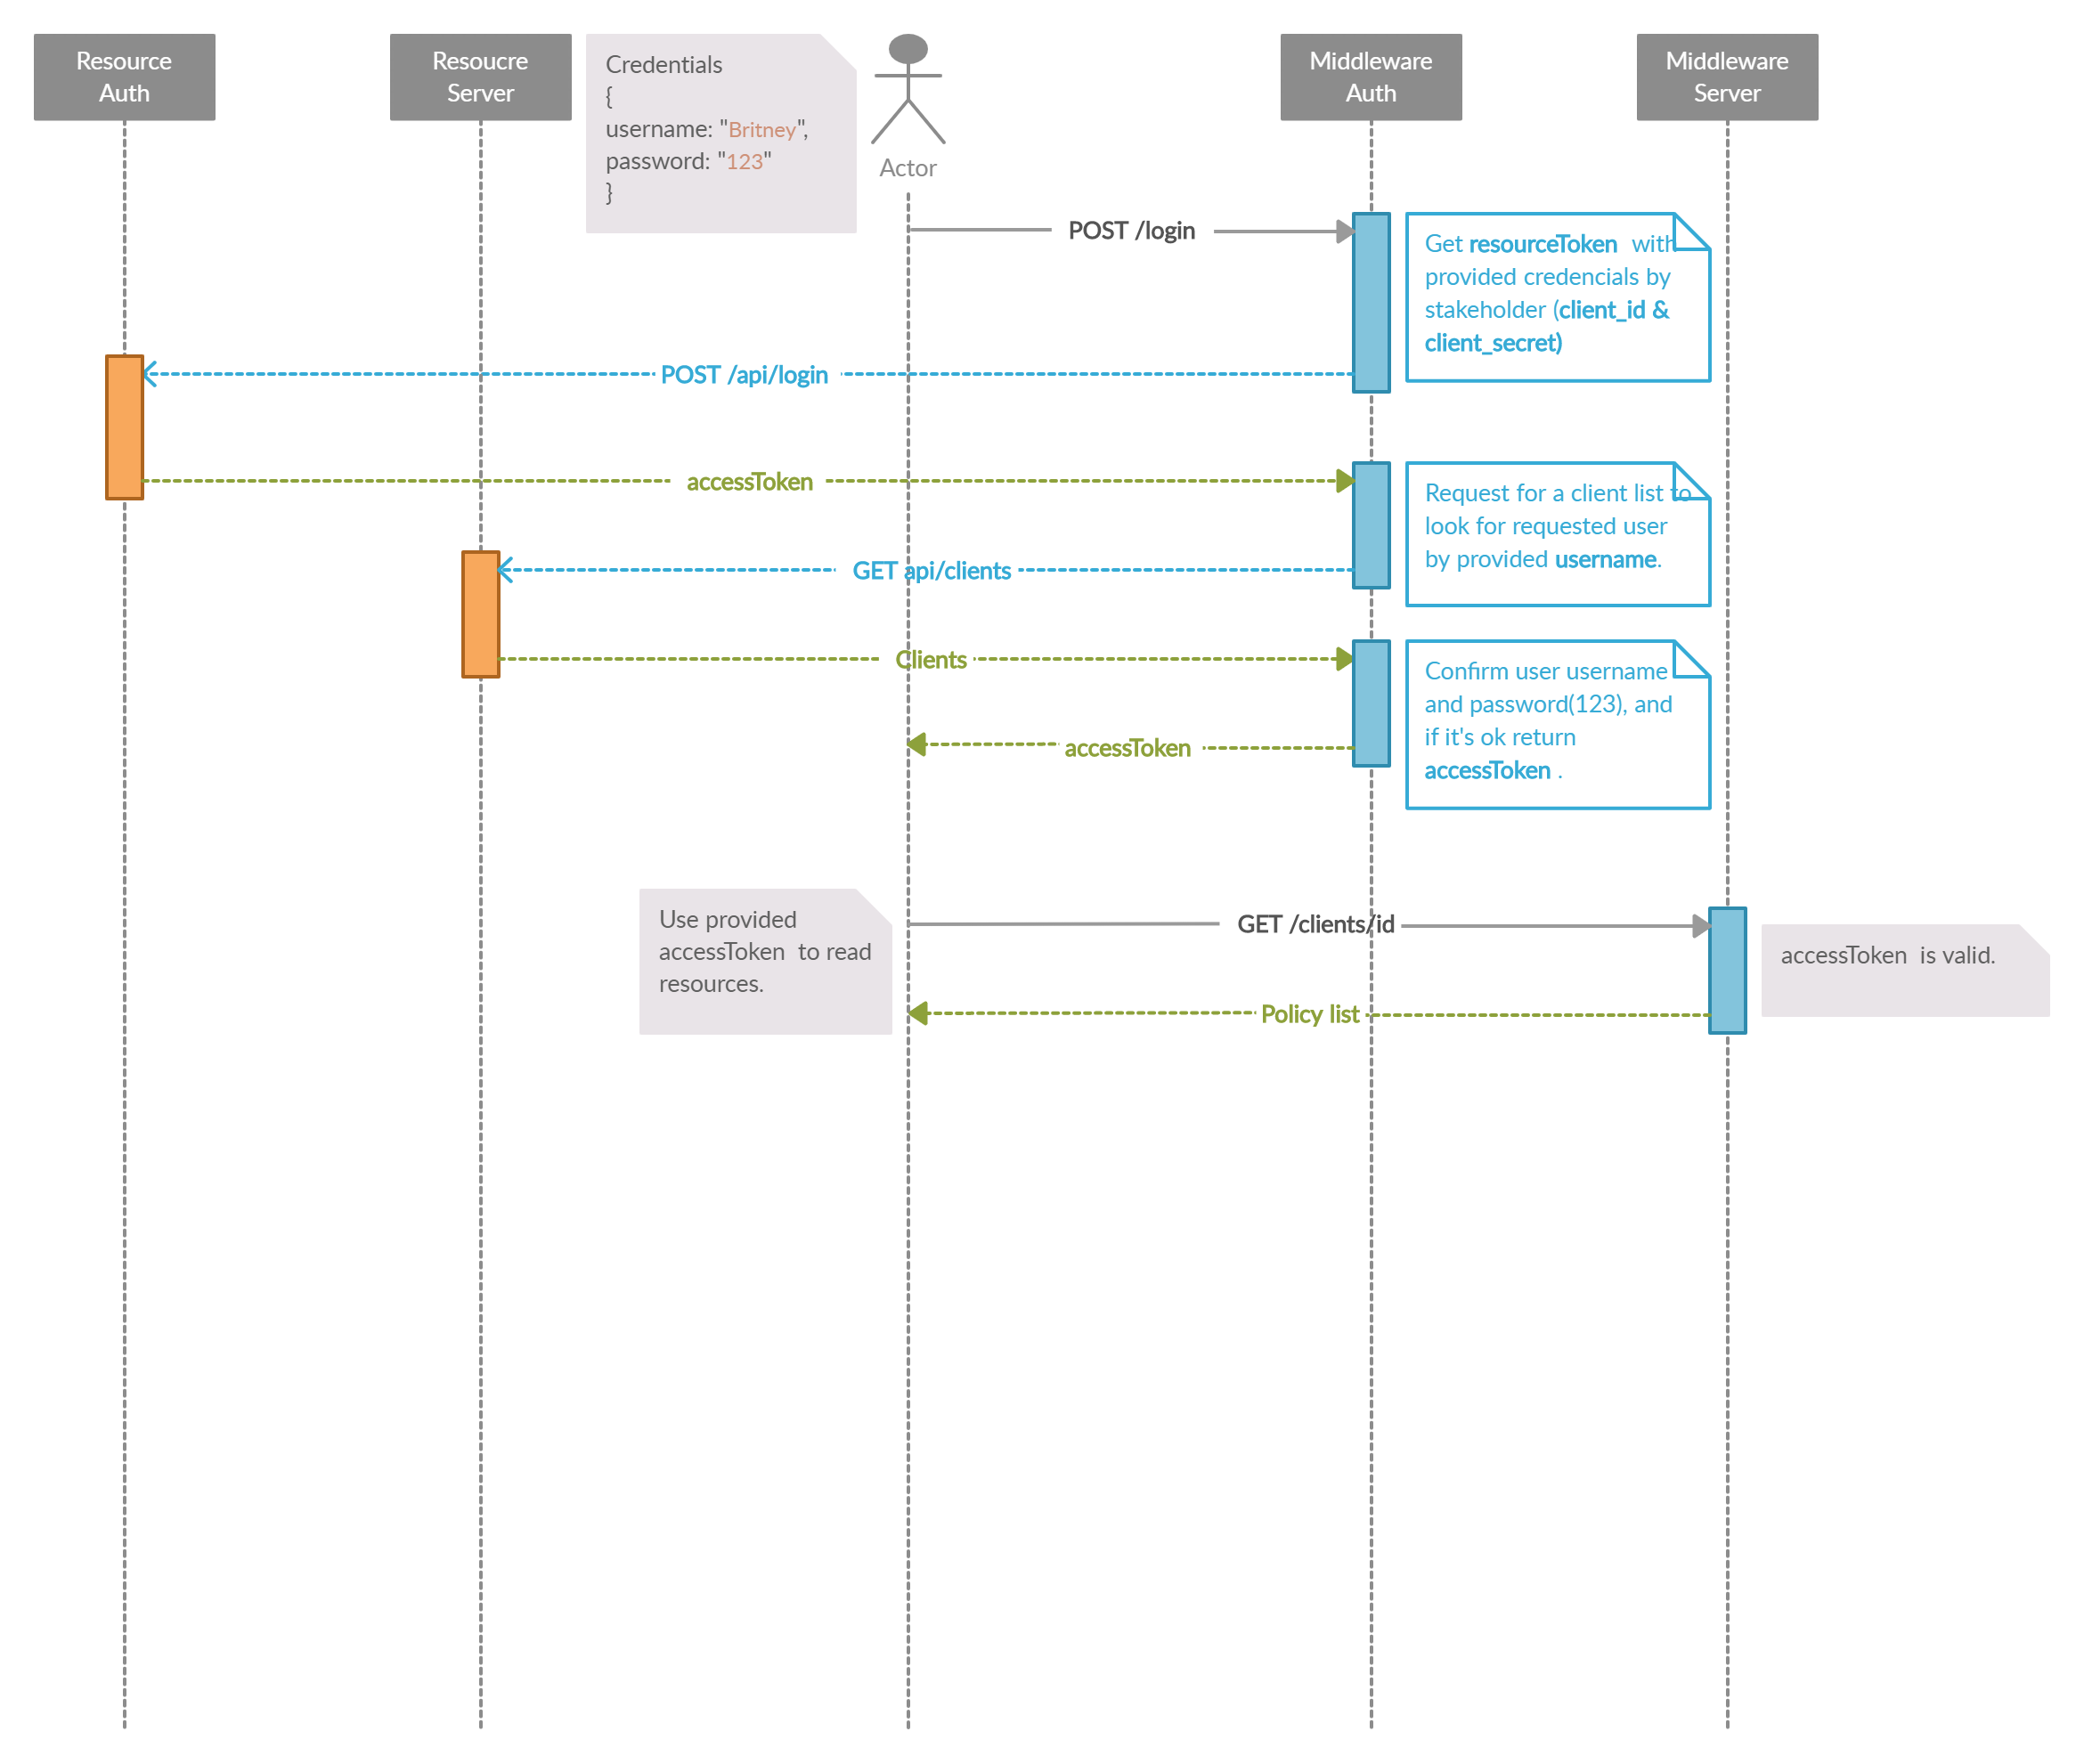 Resource
Auth
Resoucre
Server
Credentials
{
username: "Britney",
password: "123"
}
Actor
Middleware
Auth
Middleware
Server
POST /login
Get resourceToken with
provided credencials by
stakeholder (client_id &
client_secret)
POST /api/login
accessToken
Request for a client list to
look for requested user
by provided username.
GET api/clients
Clients
Confirm user username
and password(123), and
if it's ok return
accessToken .
accessToken
Use provided
accessToken to read
resources.
GET /clients/id
accessToken is valid.
Policy list